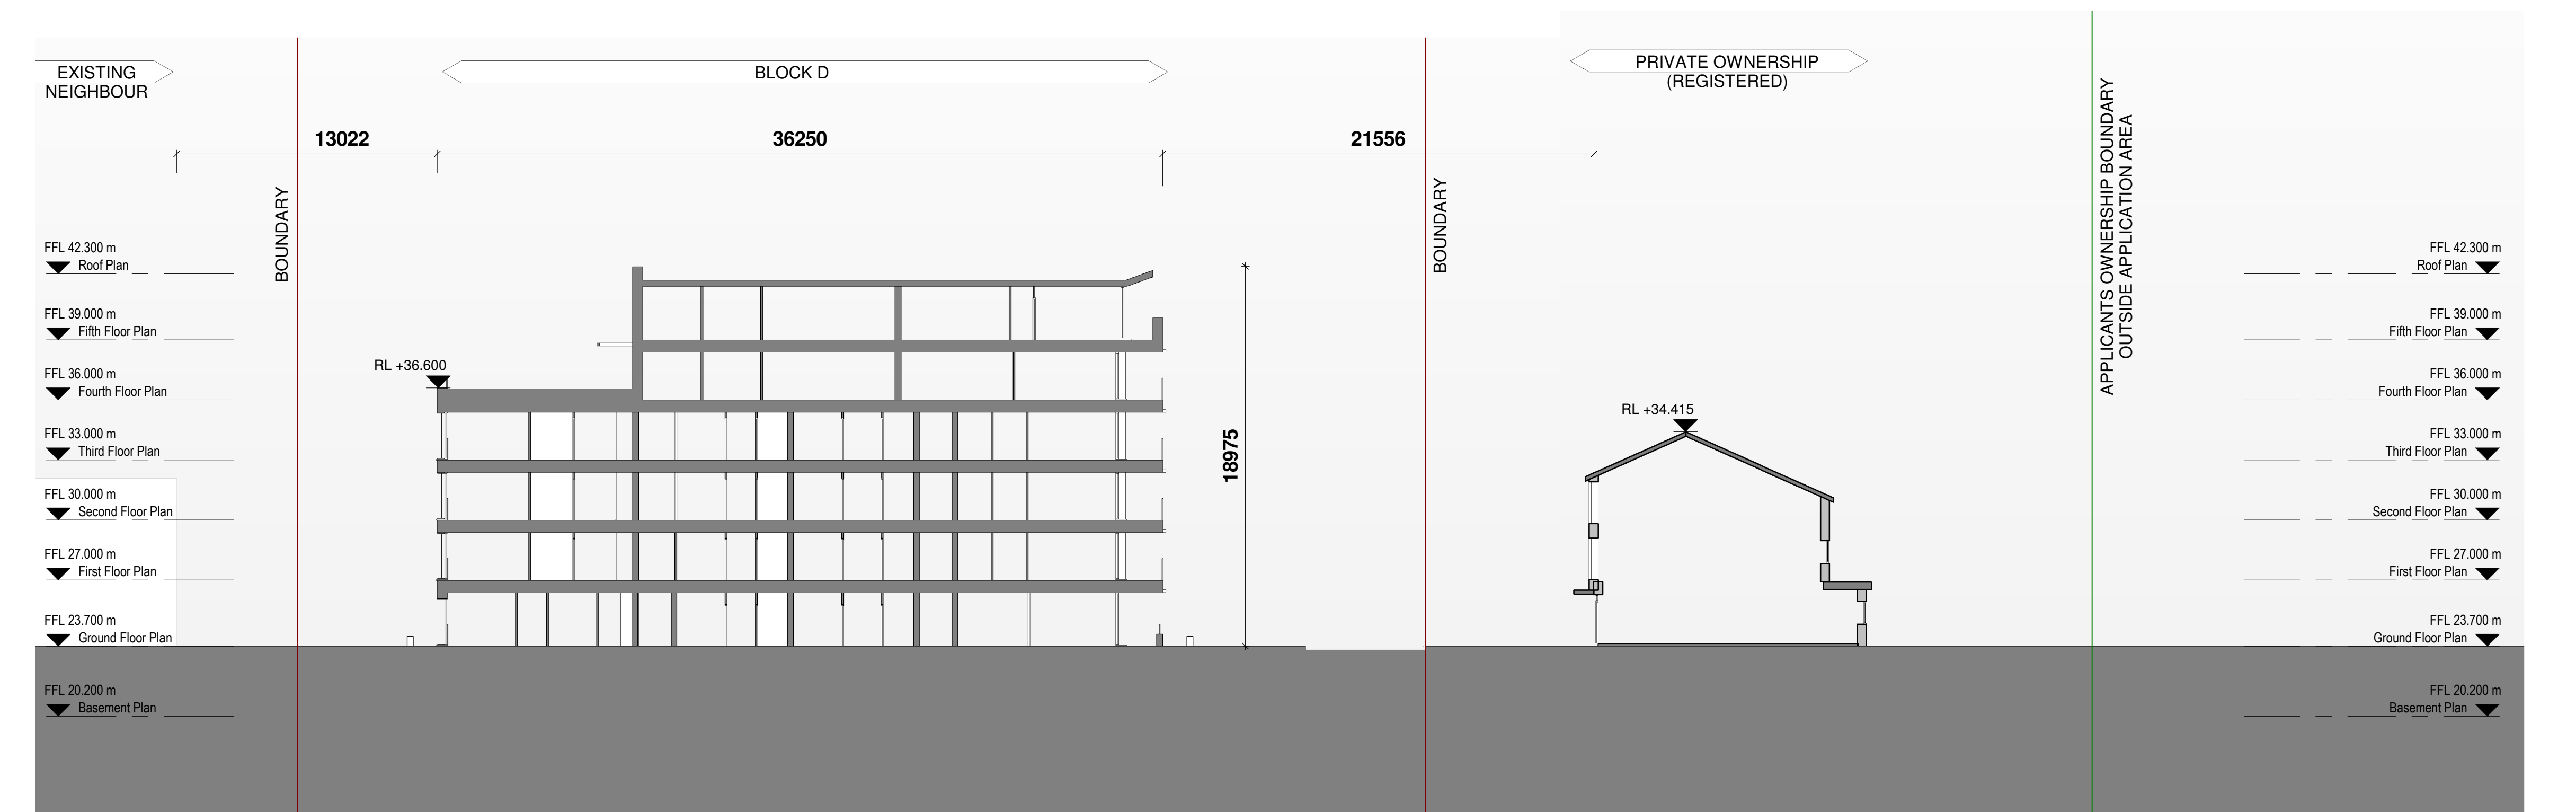 EXISTING
NEIGHBOUR
BLOCK D
PRIVATE OWNERSHIP
(REGISTERED)
13022
36250
21556
BOUNDARY
BOUNDARY
APPLICANTS OWNERSHIP BOUNDARY
OUTSIDE APPLICATION AREA
FFL 42.300 m
Roof Plan
FFL 39.000 m
Fifth Floor Plan
FFL 36.000 m
Fourth Floor Plan
FFL 33.000 m
Third Floor Plan
FFL 30.000 m
Second Floor Plan
FFL 27.000 m
First Floor Plan
FFL 23.700 m
Ground Floor Plan
FFL 20.200 m
Basement Plan
RL +36.600
18975
RL +34.415
FFL 42.300 m
Roof Plan
FFL 39.000 m
Fifth Floor Plan
FFL 36.000 m
Fourth Floor Plan
FFL 33.000 m
Third Floor Plan
FFL 30.000 m
Second Floor Plan
FFL 27.000 m
First Floor Plan
FFL 23.700 m
Ground Floor Plan
FFL 20.200 m
Basement Plan